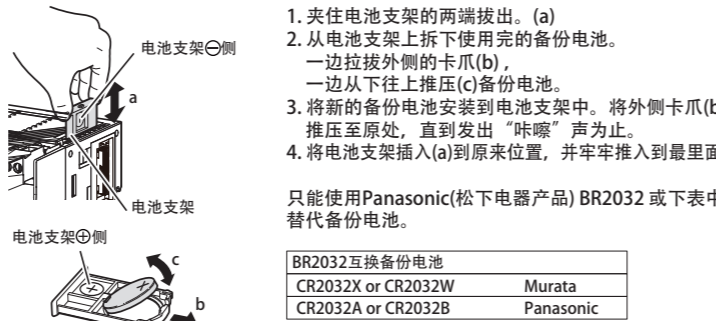 电池支架⊖侧
a
电池支架
电池支架⊕侧
c
b
1. 夹住电池支架的两端拔出。(a)
2. 从电池支架上拆下使用完的备份电池。
一边拉拔外侧的卡爪(b) ,
一边从下往上推压(c)备份电池。
3. 将新的备份电池安装到电池支架中。将外侧卡爪(b
推压至原处，直到发出“咔嚓”声为止。
4. 将电池支架插入(a)到原来位置，并牢牢推入到最里面
只能使用Panasonic(松下电器产品) BR2032 或下表中
替代备份电池。
BR2032互换备份电池
CR2032X or CR2032W Murata
CR2032A or CR2032B Panasonic